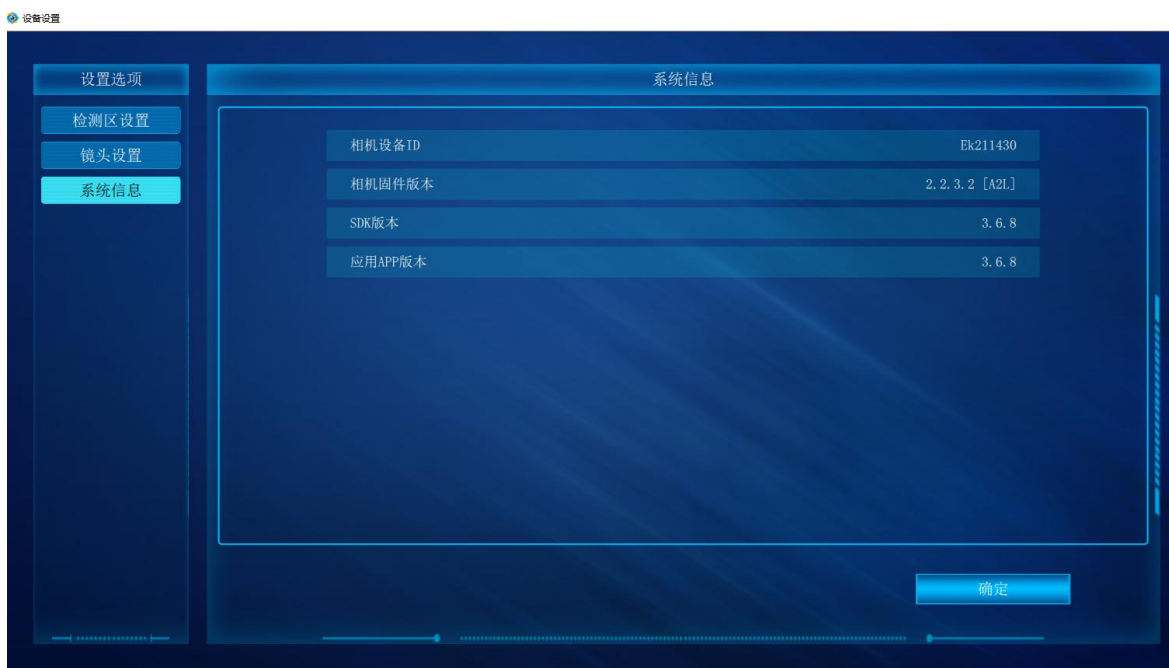 设备设置
设置选项
系统信息
检测区设置
镜头设置
系统信息
相机设备ID Ek211430
相机固件版本 2.2.3.2 [A2L]
SDK版本 3.6.8
应用APP版本 3.6.8
确定